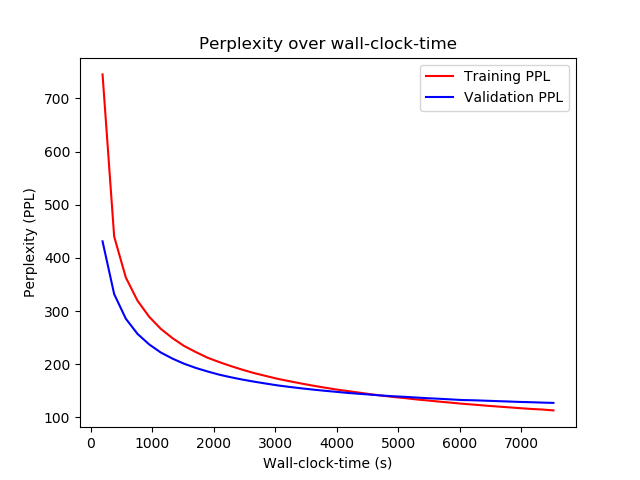 Perplexity over wall-clock-time
Training PPL
Validation PPL
Perplexity (PPL)
700
600
500
400
300
200
100
0 1000 2000 3000 4000 5000 6000 7000
Wall-clock-time (s)